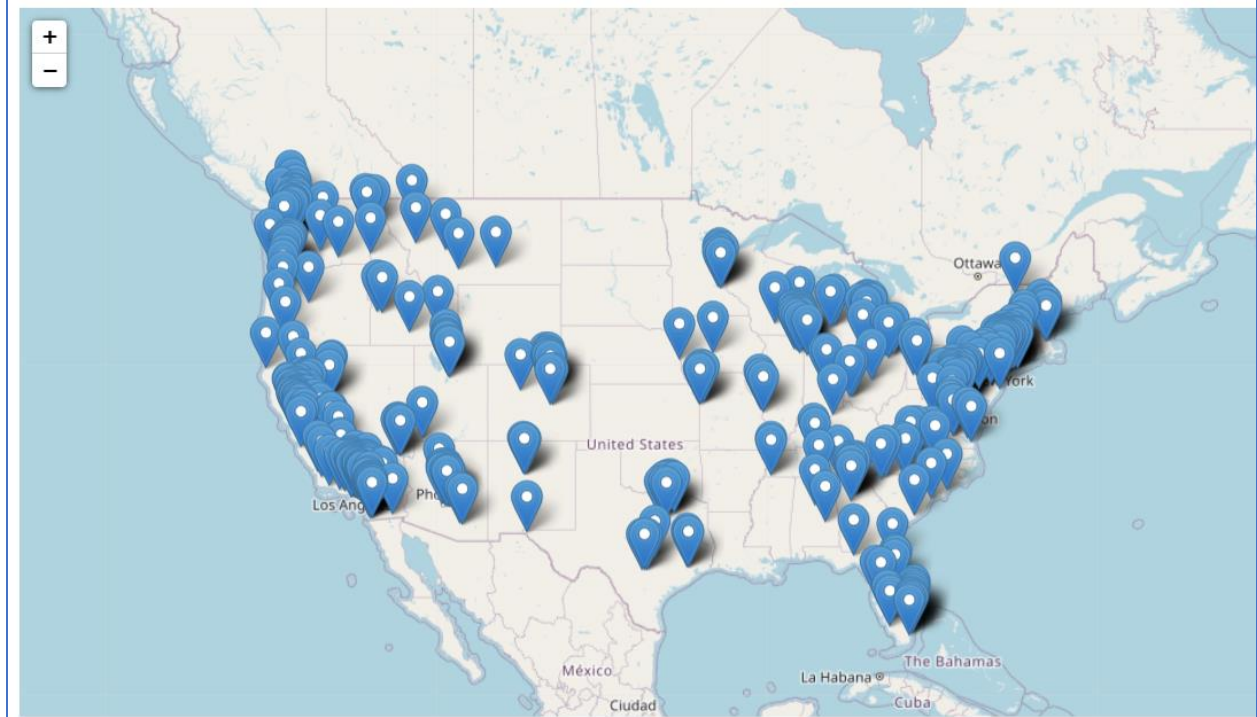 +
−
Ottawa
York
on
United States
Los Ang
Pho
The Bahamas
La Habana
México
Cuba
Ciudad